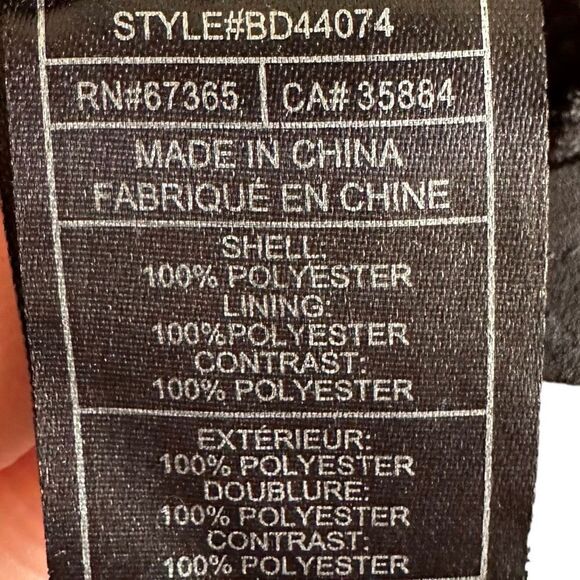 STYLE#BD44074
RN#67365 CA# 35884
MADE IN CHINA
FABRIQUÉ EN CHINE
SHELL:
100% POLYESTER
LINING:
100%POLYESTER
CONTRAST:
100% POLYESTER
EXTÉRIEUR:
100% POLYESTER
DOUBLURE:
100% POLYESTER
CONTRAST:
100% POLYESTER